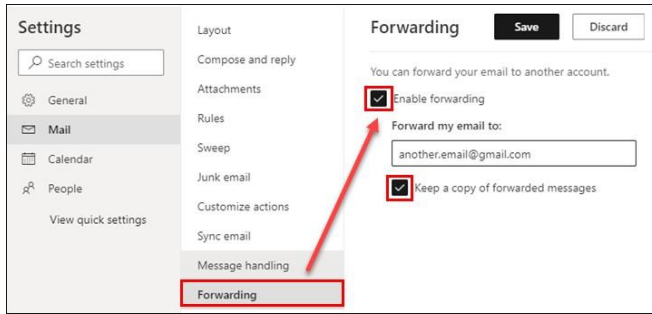 Settings
Search settings
General
Mail
Calendar
People
View quick settings
Layout
Compose and reply
Attachments
Rules
Sweep
Junk email
Customize actions
Sync email
Message handling
Forwarding
Forwarding
Save
Discard
You can forward your email to another account.
Enable forwarding
Forward my email to:
another.email@gmail.com
Keep a copy of forwarded messages